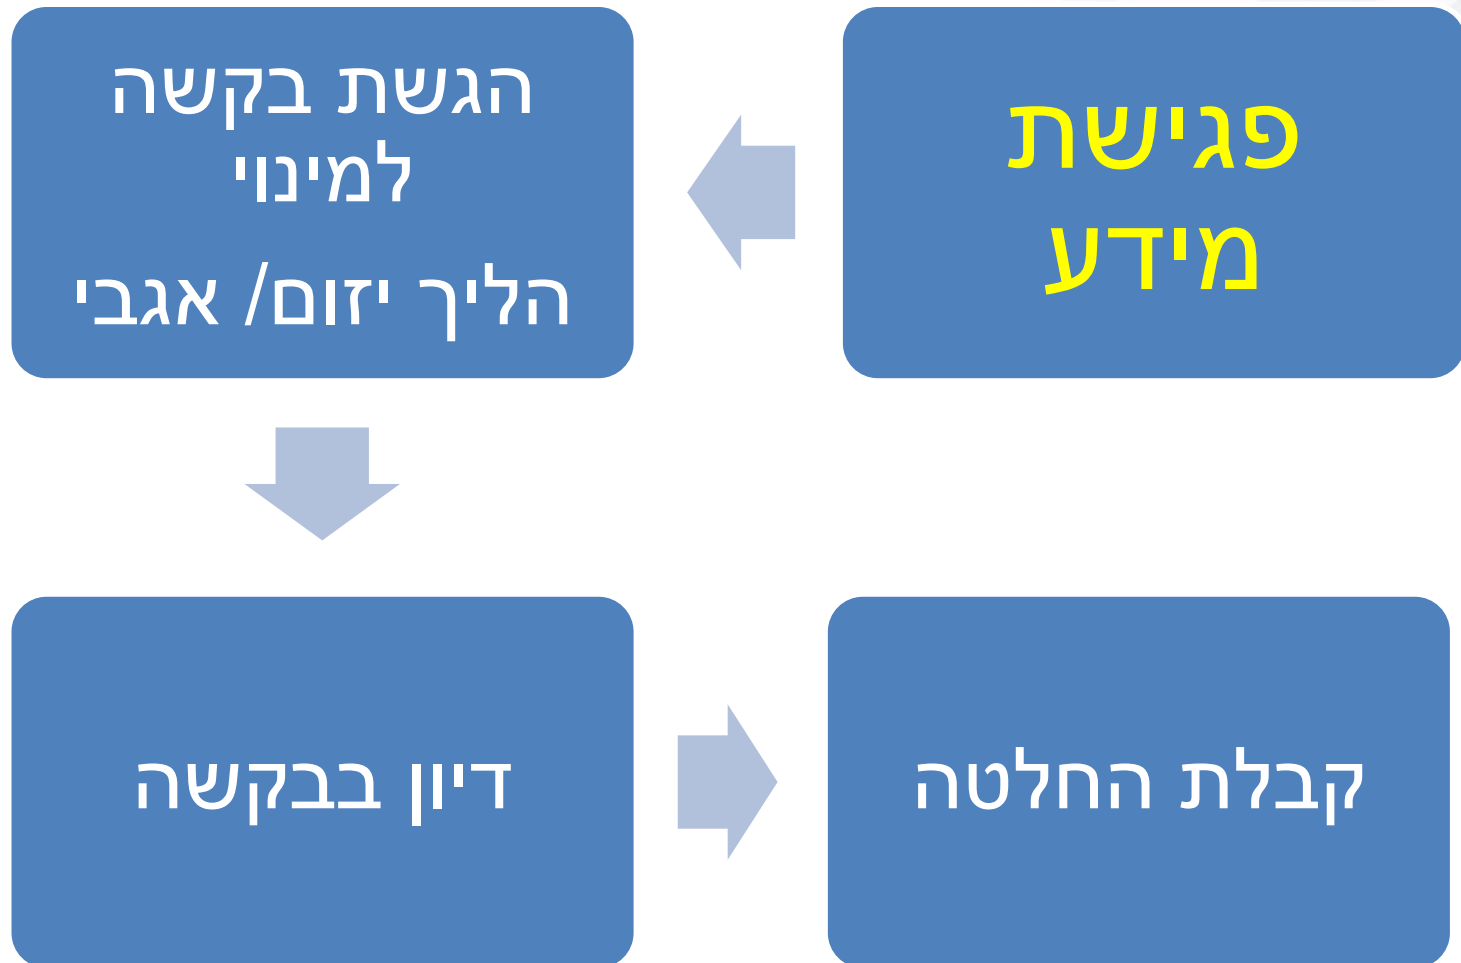 פגישת
מידע
הגשת בקשה
למינוי
הליך יזום/ אגבי
דיון בבקשה
קבלת החלטה